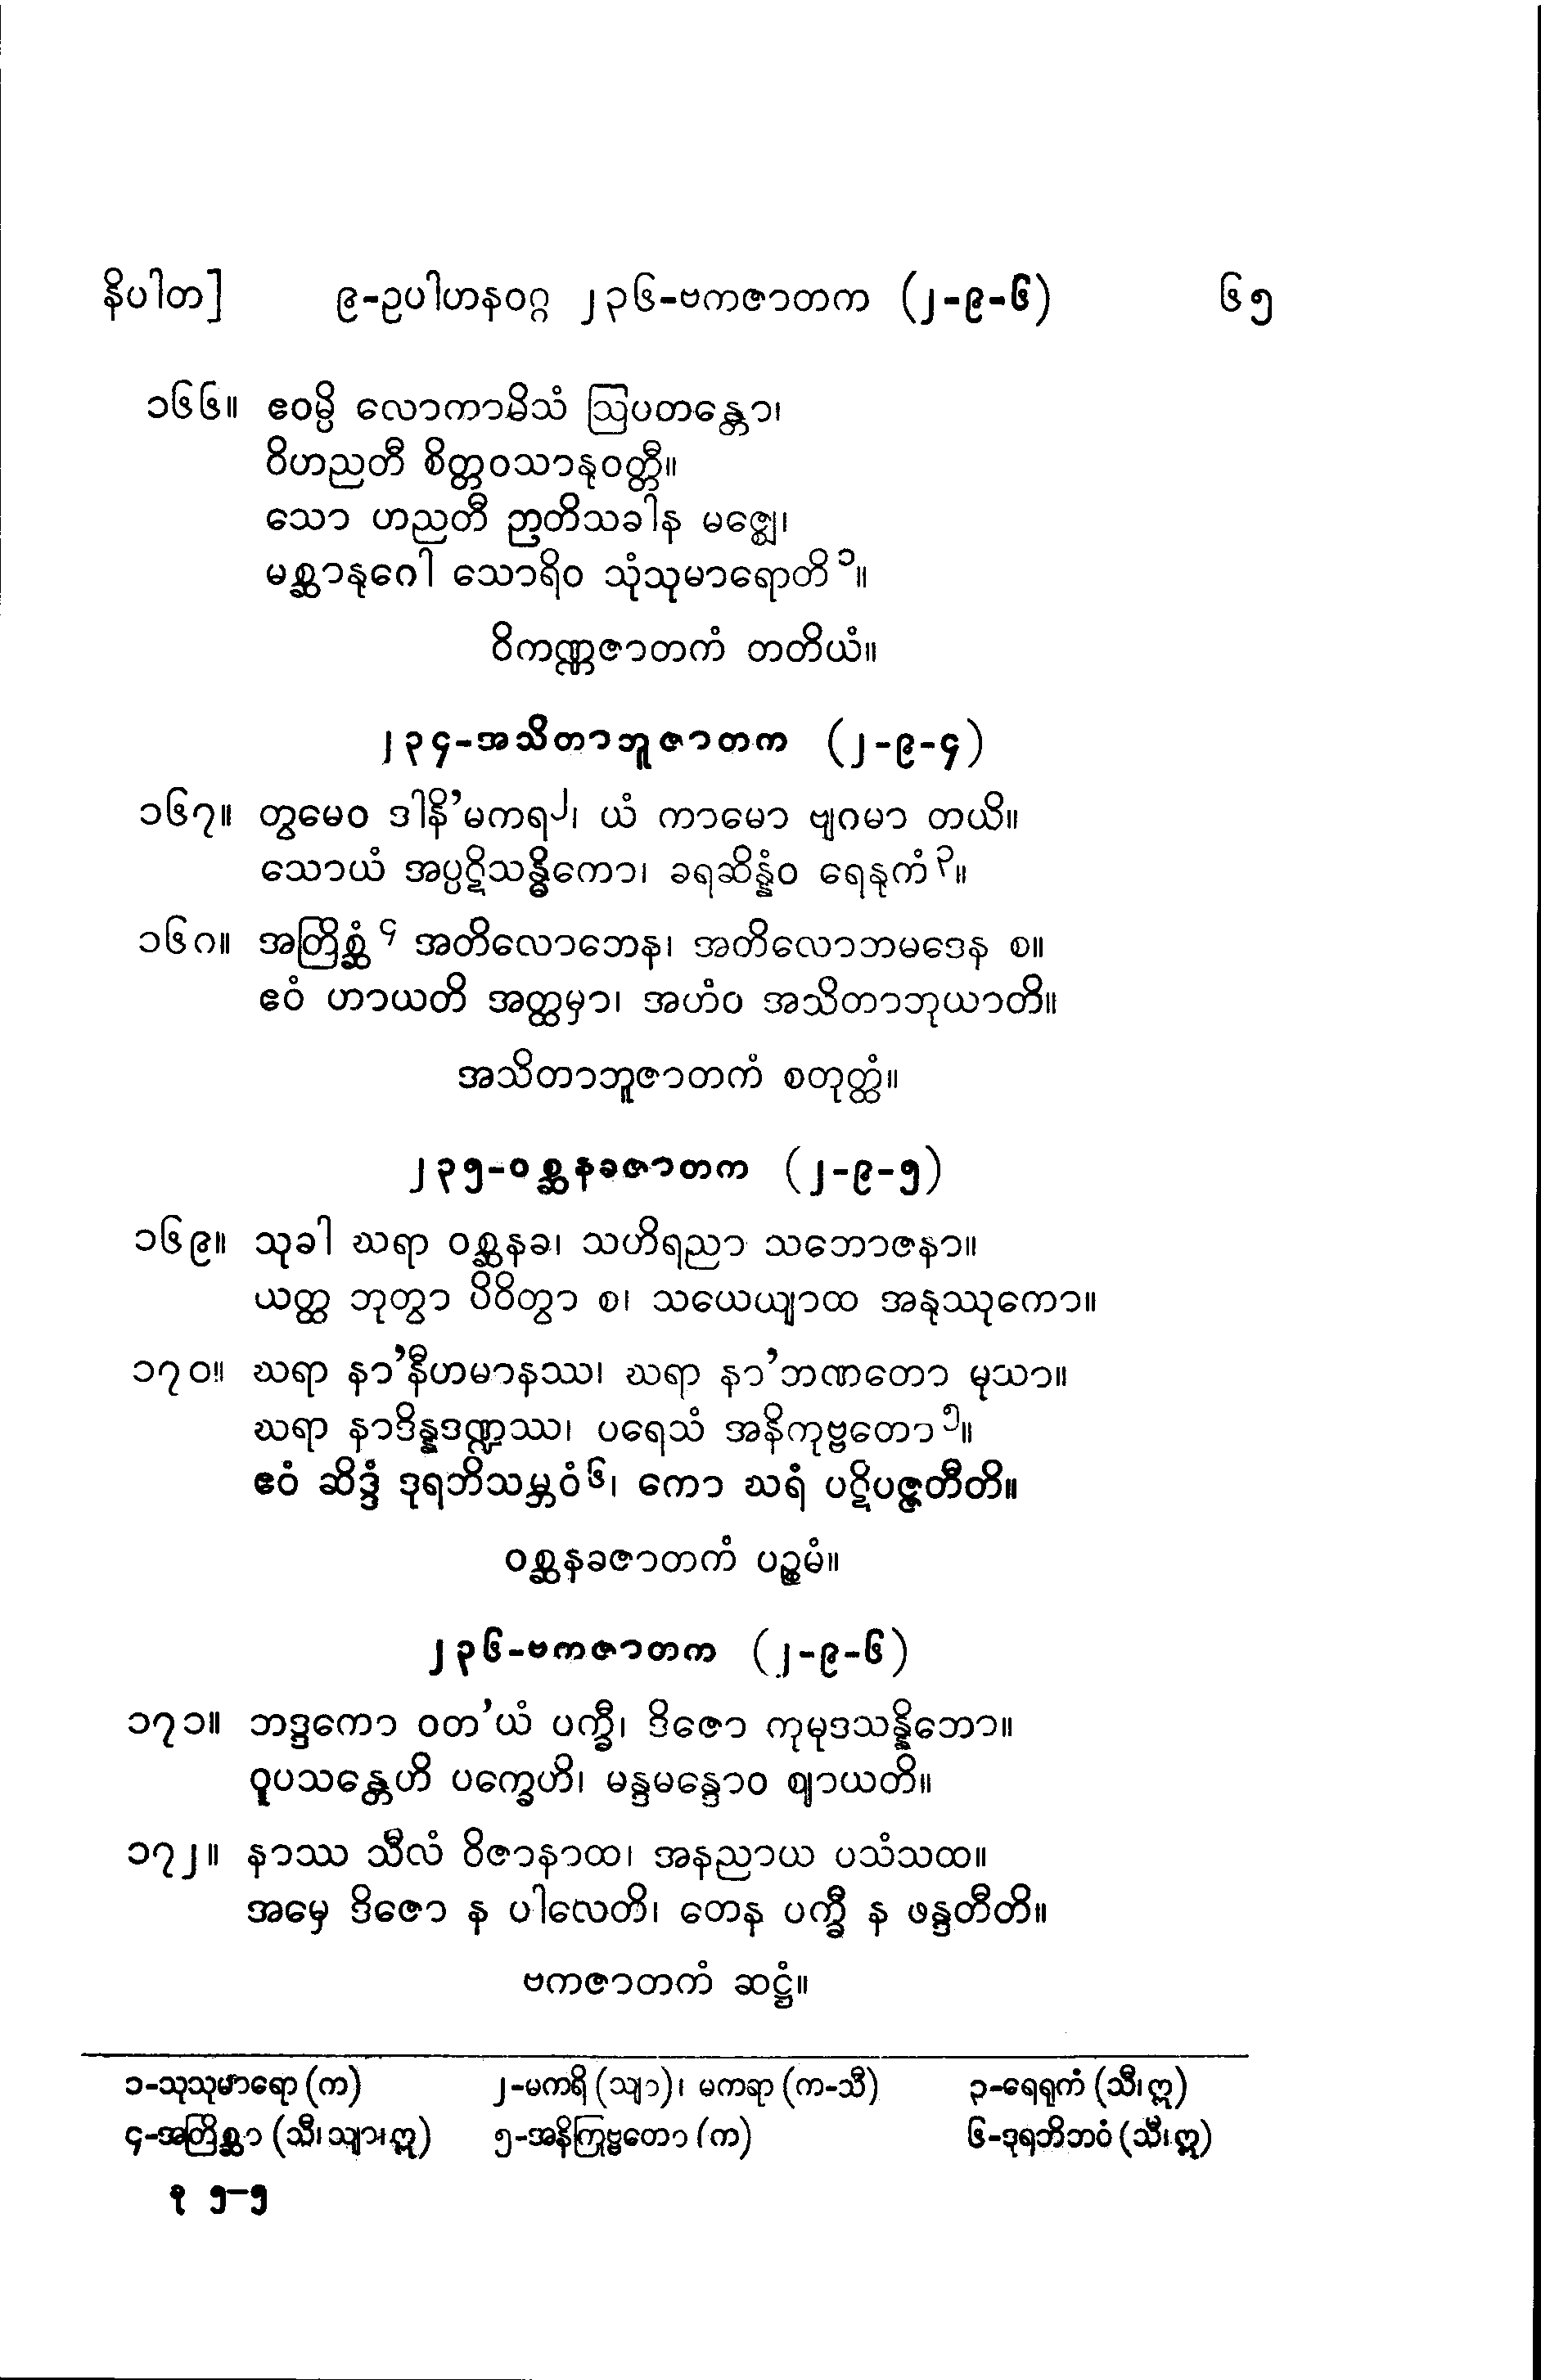 နိပါတ] ၉-ဥပါဟနဝဂ္ဂ ၂၃၆-ဗကဇာတက (၂-၉-၆) ၆၅
၁၆၆။ ဧဝမ္ပိ လောကာမိသံ ဩပတန္တော၊
ဝိဟညတီ စိတ္တဝသာနုဝတ္တီ။
သော ဟညတီ ဉာတိသခါန မဇ္ဈေ၊
မစ္ဆာနုဂေါ သောရိဝ သုံသုမာရောတိ ၁။
ဝိကဏ္ဏဇာတကံ တတိယံ။
၂၃၄-အသိတာဘူဇာတက (၂-၉-၄)
၁၆၇။ တွမေဝ ဒါနိ’မကရ ၂၊ ယံ ကာမော ဗျဂမာ တယိ။
သောယံ အပ္ပဋိသန္ဓိကော၊ ခရဆိန္နံဝ ရေနုကံ ၃။
၁၆၈။ အတြိစ္ဆံ ၄ အတိလောဘေန၊ အတိလောဘမဒေန စ။
ဧဝံ ဟာယတိ အတ္ထမှာ၊ အဟံဝ အသိတာဘုယာတိ။
အသိတာဘူဇာတကံ စတုတ္ထံ။
၂၃၅-ဝစ္ဆနခဇာတက (၂-၉-၅)
၁၆၉။ သုခါ ဃရာ ဝစ္ဆနခ၊ သဟိရညာ သဘောဇနာ။
ယတ္ထ ဘုတွာ ပိဝိတွာ စ၊ သယေယျာထ အနုဿုကော။
၁၇၀။ ဃရာ နာ’နီဟမာနဿ၊ ဃရာ နာ’ဘဏတော မုသာ။
ဃရာ နာဒိန္နဒဏ္ဍဿ၊ ပရေသံ အနိကုဗ္ဗတော ၅။
ဧဝံ ဆိဒ္ဒံ ဒုရဘိသမ္ဘဝံ ၆၊ ကော ဃရံ ပဋိပဇ္ဇတီတိ။
ဝစ္ဆနခဇာတကံ ပဉ္စမံ။
၂၃၆-ဗကဇာတက (၂-၉-၆)
၁၇၁။ ဘဒ္ဒကော ဝတ’ယံ ပက္ခီ၊ ဒိဇော ကုမုဒသန္နိဘော။
ဝူပသန္တေဟိ ပက္ခေဟိ၊ မန္ဒမန္ဒောဝ ဈာယတိ။
၁၇၂။ နာဿ သီလံ ဝိဇာနာထ၊ အနညာယ ပသံသထ။
အမှေ ဒိဇော န ပါလေတိ၊ တေန ပက္ခီ န ဖန္ဒတီတိ။
ဗကဇာတကံ ဆဋ္ဌံ။
၁-သုသုမာရော (က) ၂-မကရိ (သျာ)၊ မကရာ (က-သီ) ၃-ရေရုကံ (သီ၊ဣ)
၄-အတြိစ္ဆာ (သီ၊သျာ၊ဣ) ၅-အနိကြုဗ္ဗတော (က) ၆-ဒုရဘိဘဝံ (သီ၊ဣ)
ခု ၅-၅